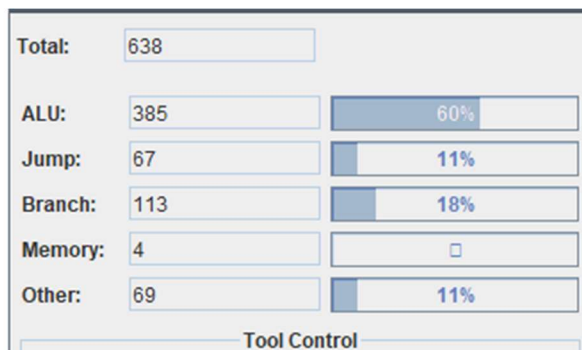 Total: 638
ALU: 385 60%
Jump: 67 11%
Branch: 113 18%
Memory: 4
Other: 69 11%
Tool Control